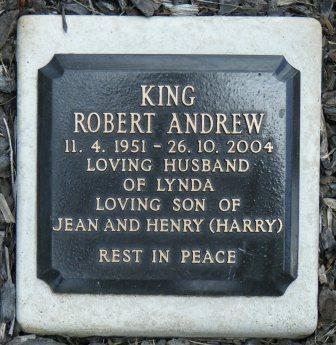 KING
ROBERT ANDREW
11. 4. 1951 - 26. 10. 2004
LOVING HUSBAND
OF LYNDA
LOVING SON OF
JEAN AND HENRY (HARRY)
REST IN PEACE